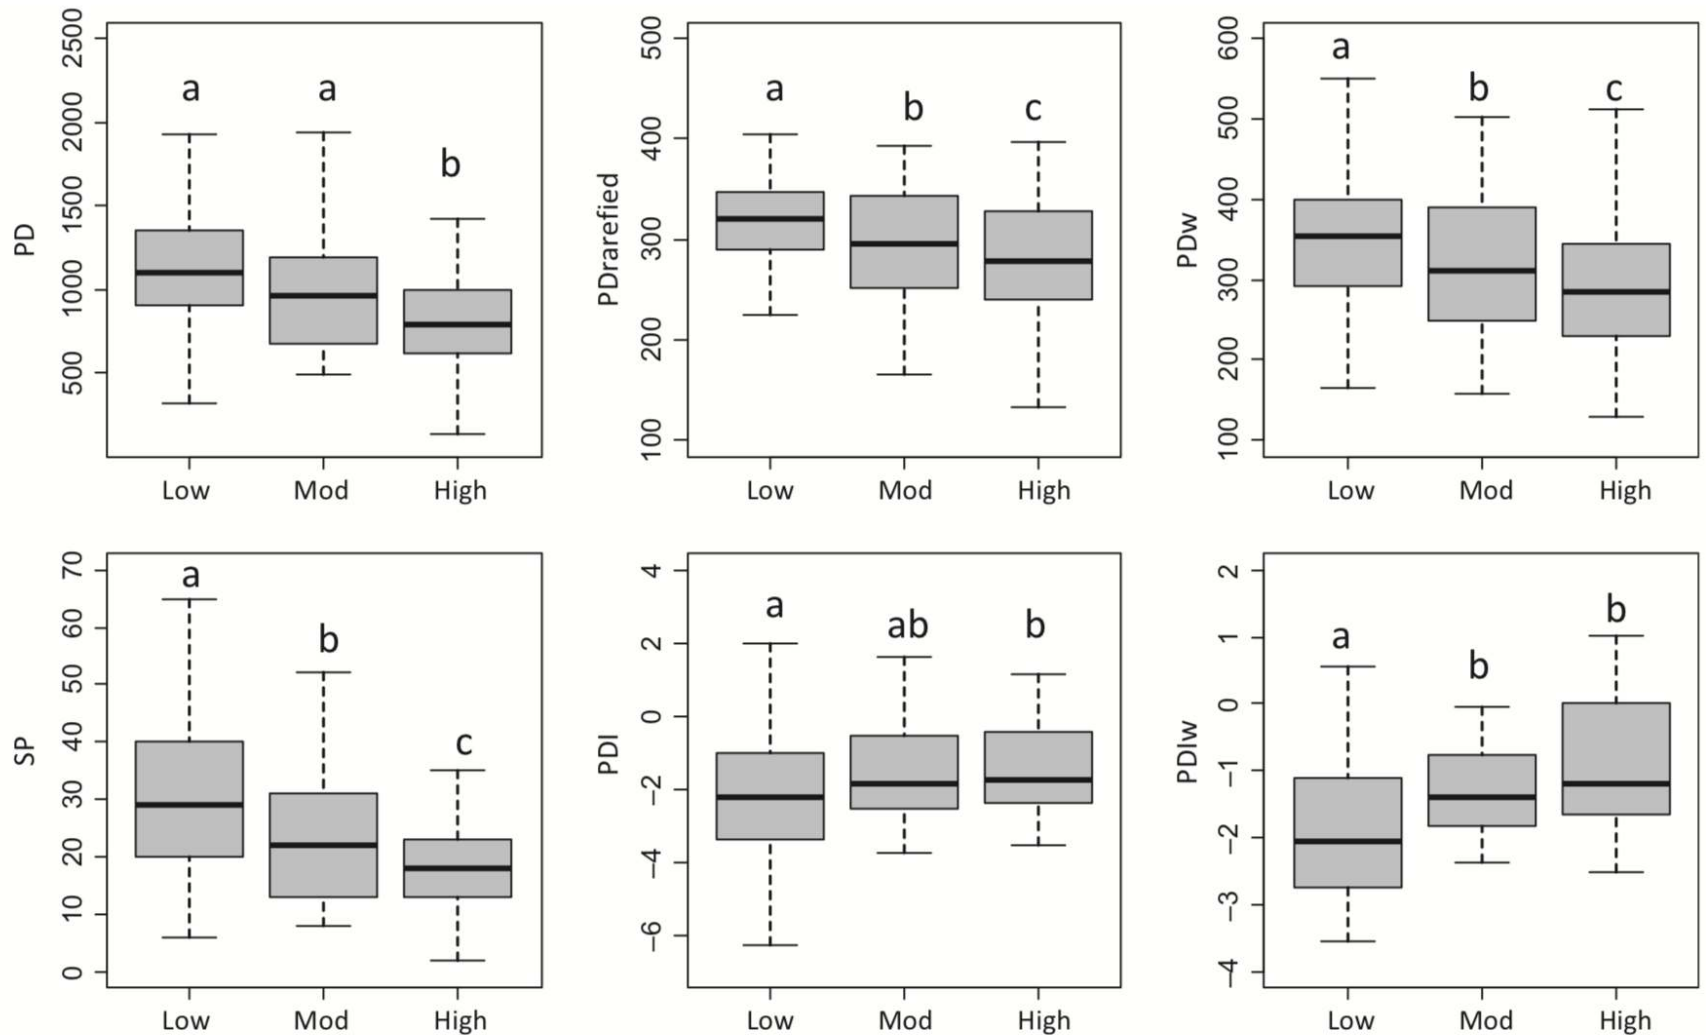 PD
2500
2000
1500
1000
500
a
a
b
Low
Mod
High
PDrarefied
500
400
300
200
100
a
b
c
Low
Mod
High
PDw
600
500
400
300
200
100
a
b
c
Low
Mod
High
SP
70
60
50
40
30
20
10
0
a
b
c
Low
Mod
High
PDI
4
2
0
−2
−4
−6
a
ab
b
Low
Mod
High
PDIw
2
1
0
−1
−2
−3
−4
a
b
b
Low
Mod
High